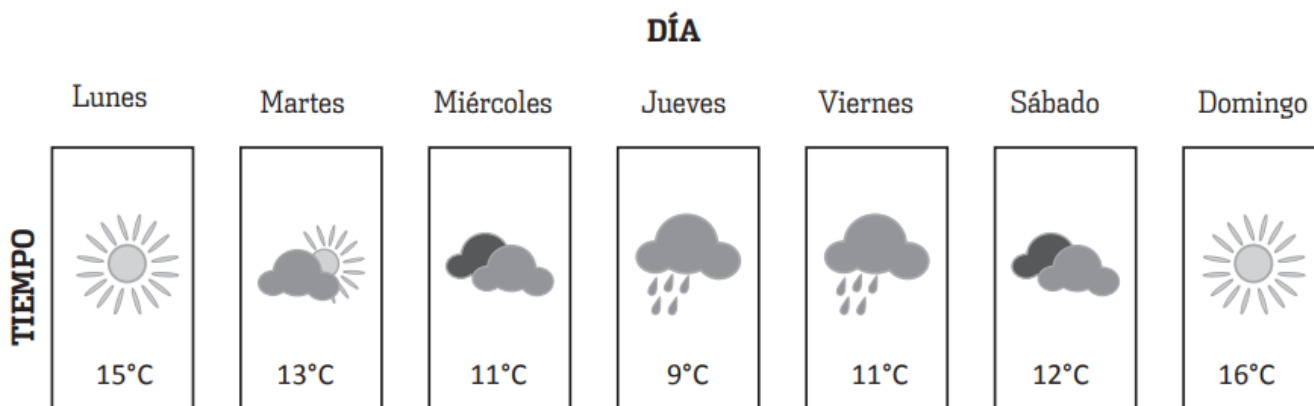 DÍA
Lunes Martes Miércoles Jueves Viernes Sábado Domingo
TIEMPO
15°C 13°C 11°C 9°C 11°C 12°C 16°C